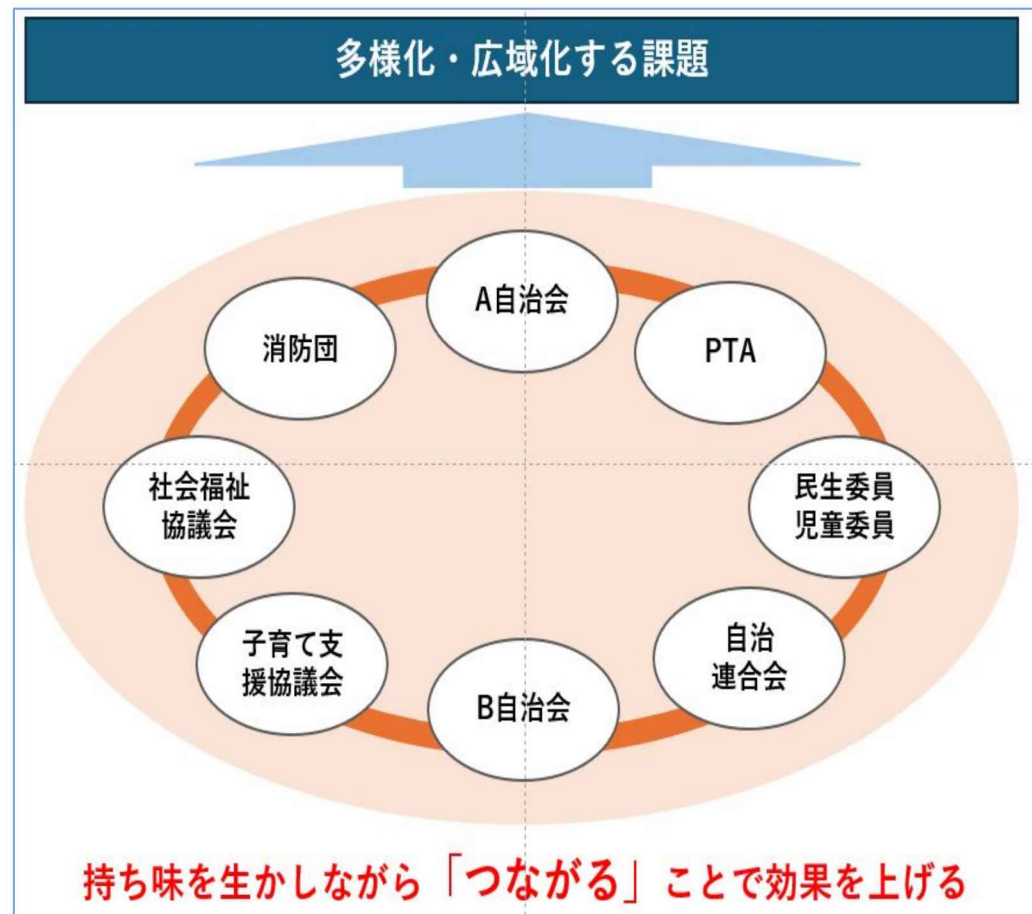 多様化・広域化する課題
A自治会
消防団
PTA
社会福祉
協議会
民生委員
児童委員
子育て支
援協議会
自治
連合会
B自治会
持ち味を生かしながら「つながる」ことで効果を上げる